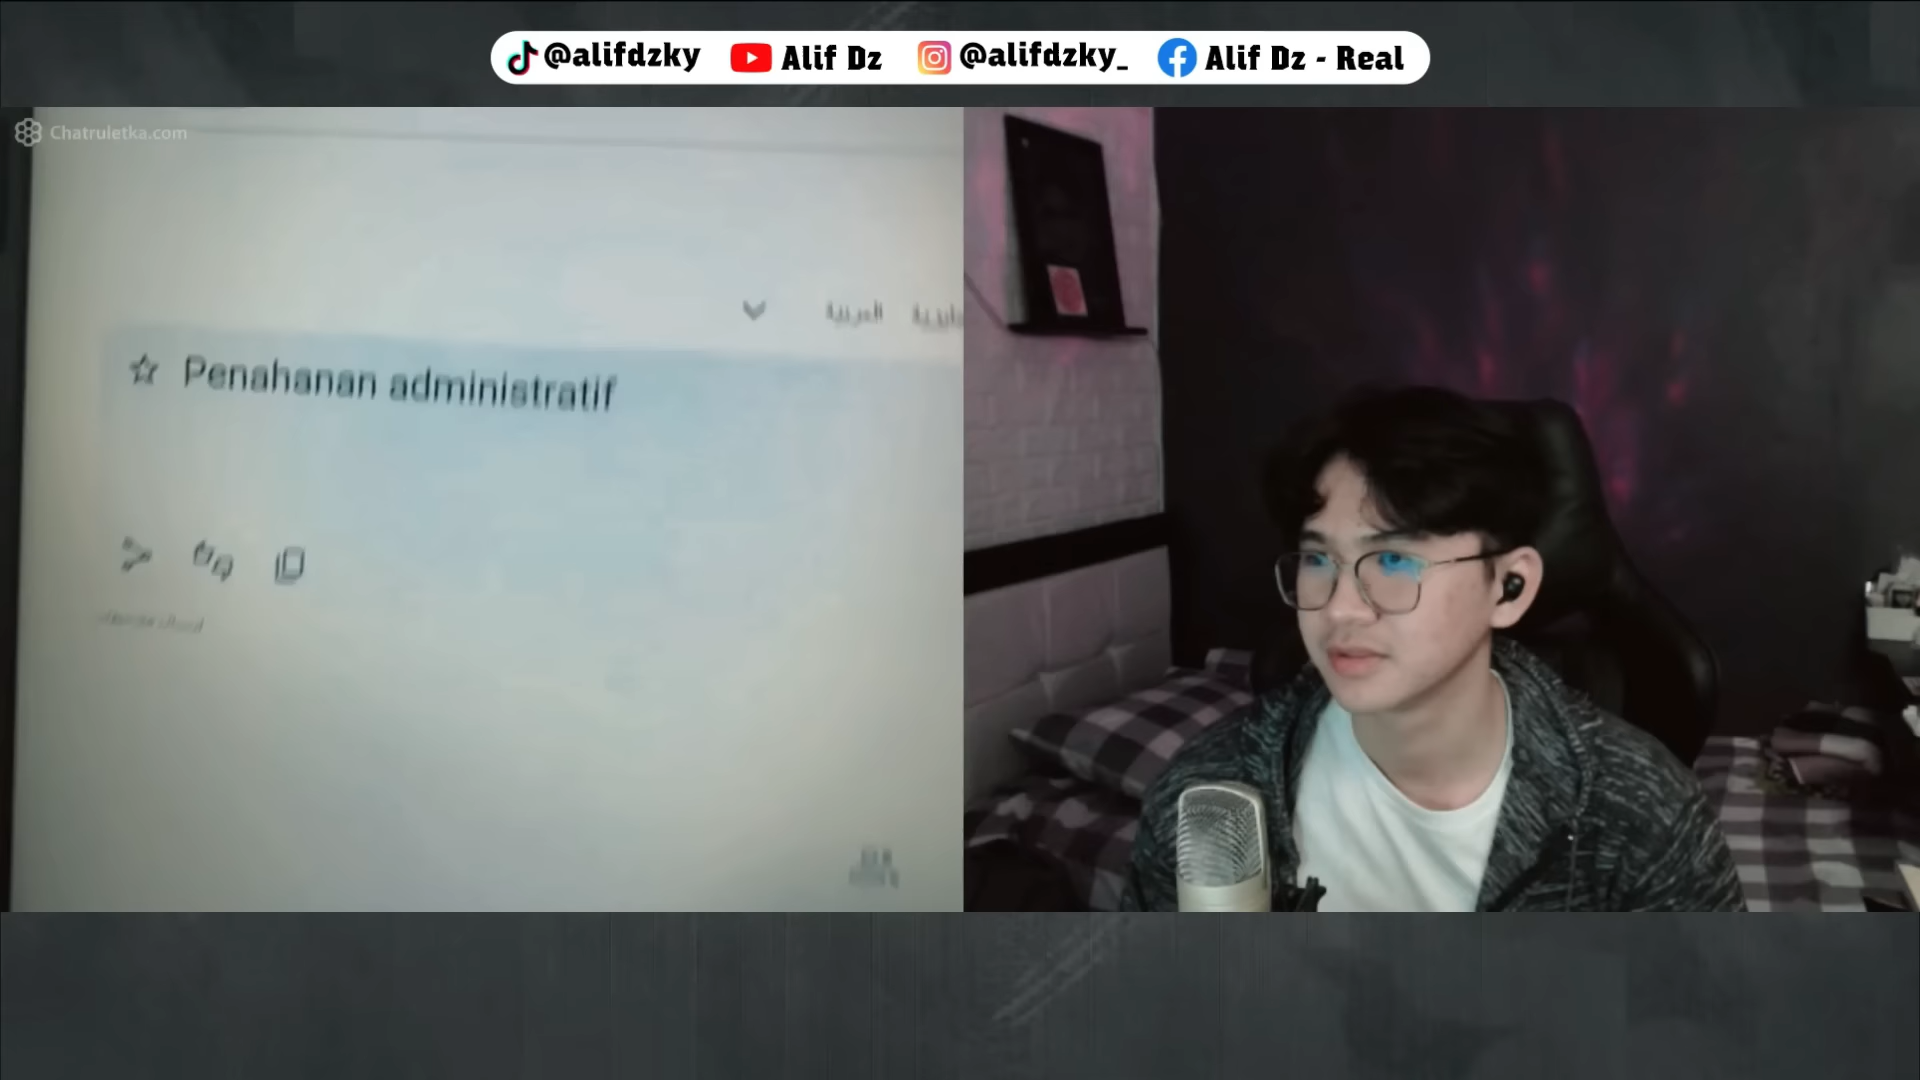 @alifdzky Alif Dz @alifdzky_ Alif Dz - Real
Chatruletka.com
العربية
Penahanan administratif